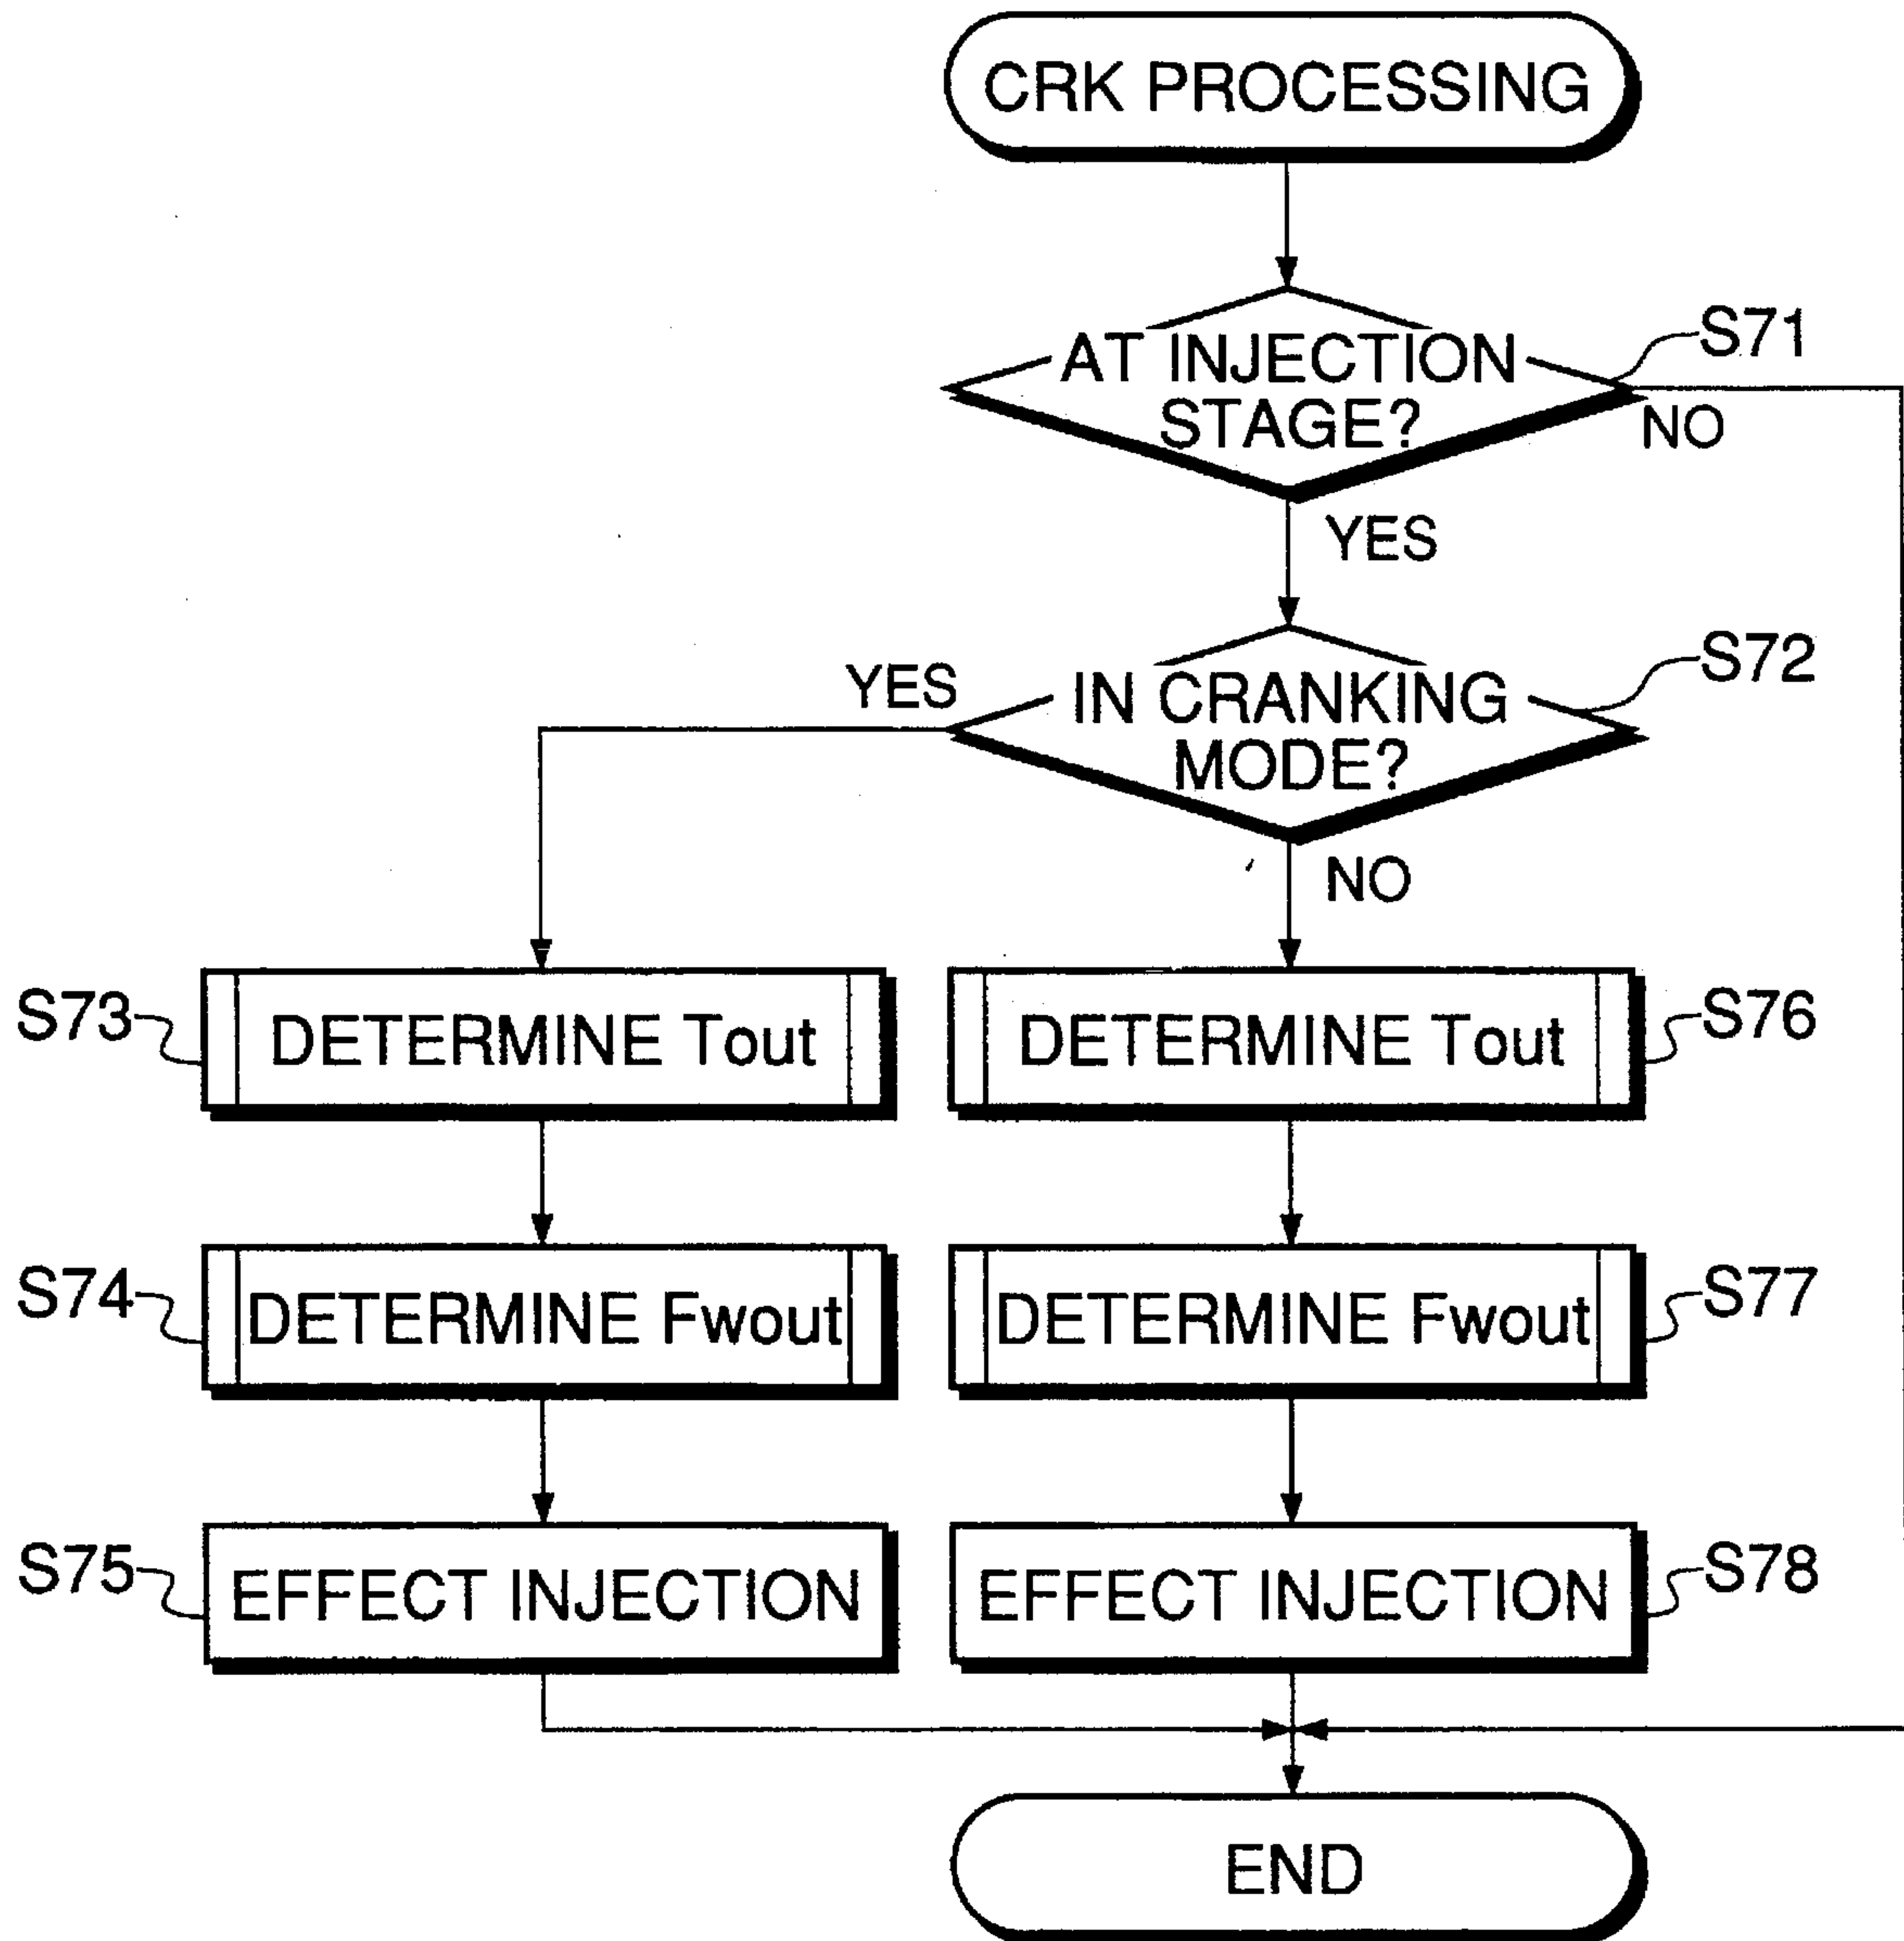 CRK PROCESSING
AT INJECTION
STAGE?
S71
NO
YES
IN CRANKING
MODE?
S72
YES
NO
S73
DETERMINE Tout
DETERMINE Tout
S76
S74
DETERMINE Fwout
DETERMINE Fwout
S77
S75
EFFECT INJECTION
EFFECT INJECTION
S78
END